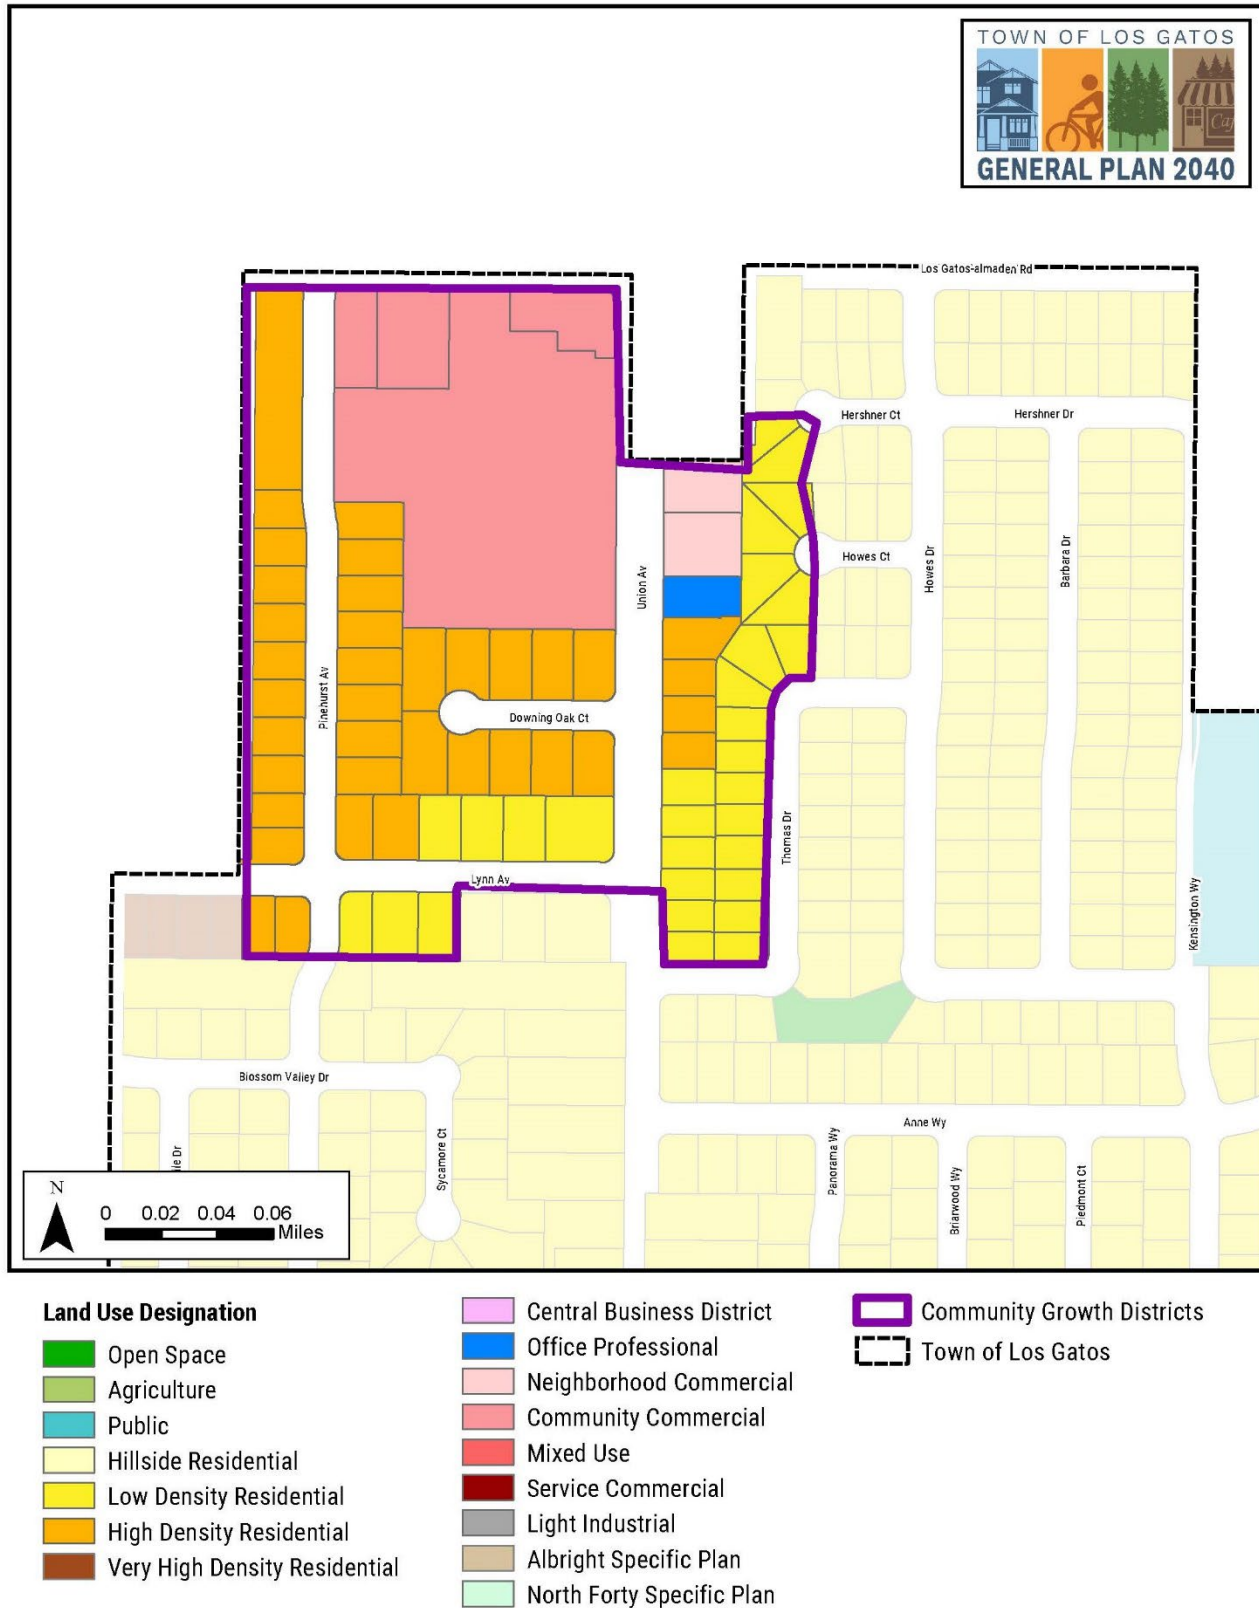 TOWN OF LOS GATOS
Caf
GENERAL PLAN 2040
Los Gatos-almaden Rd
Hershner Ct
Hershner Dr
Howes Ct
Howes Dr
Barbara Dr
Union Av
Pinehurst Av
Downing Oak Ct
Thomas Dr
Lynn Av
Kensington Wy
Blossom Valley Dr
Sycamore Ct
Anne Wy
Panorama Wy
Briarwood Wy
Piedmont Ct
Dr
N
0 0.02 0.04 0.06
Miles
Land Use Designation
Open Space
Agriculture
Public
Hillside Residential
Low Density Residential
High Density Residential
Very High Density Residential
Central Business District
Office Professional
Neighborhood Commercial
Community Commercial
Mixed Use
Service Commercial
Light Industrial
Albright Specific Plan
North Forty Specific Plan
Community Growth Districts
Town of Los Gatos